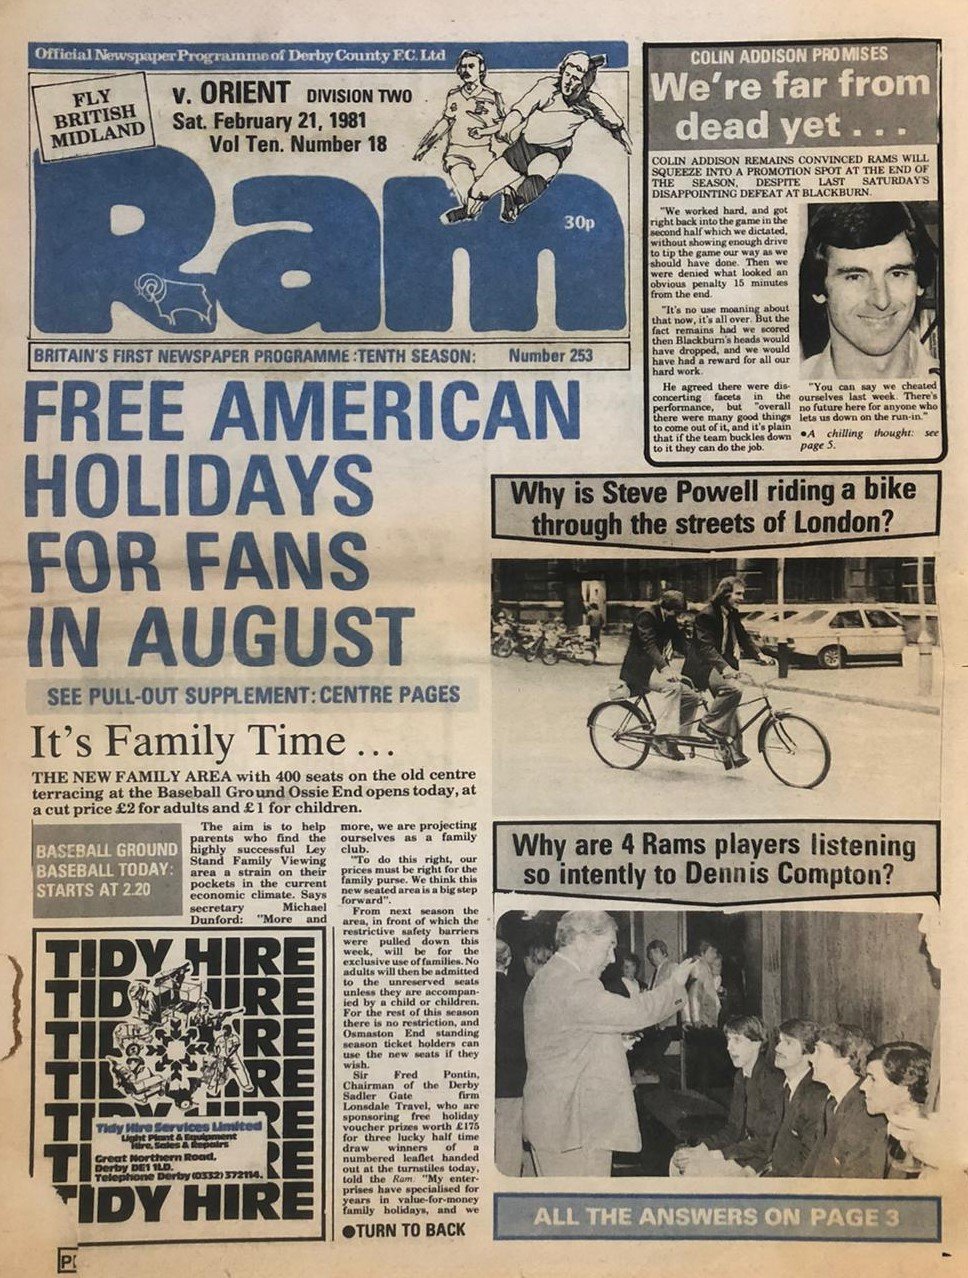 Official Newspaper Programme of Derby County F.C. Ltd
FLY
BRITISH
MIDLAND
v. ORIENT DIVISION TWO
Sat. February 21, 1981
Vol Ten. Number 18
Ram
30p
BRITAIN'S FIRST NEWSPAPER PROGRAMME :TENTH SEASON: Number 253
COLIN ADDISON PROMISES
We're far from
dead yet . . .
COLIN ADDISON REMAINS CONVINCED RAMS WILL
SQUEEZE INTO A PROMOTION SPOT AT THE END OF
THE SEASON, DESPITE LAST SATURDAY'S
DISAPPOINTING DEFEAT AT BLACKBURN.
"We worked hard, and got
right back into the game in the
second half which we dictated,
without showing enough drive
to tip the game our way as we
should have done. Then we
were denied what looked an
obvious penalty 15 minutes
from the end.
"It's no use moaning about
that now, it's all over. But the
fact remains had we scored
then Blackburn's heads would
have dropped, and we would
have had a reward for all our
hard work.
He agreed there were dis-
concerting facets in the
performance, but "overall
there were many good things
to come out of it, and it's plain
that if the team buckles down
to it they can do the job.
"You can say we cheated
ourselves last week. There's
no future here for anyone who
lets us down on the run-in."
●A chilling thought: see
page 5.
FREE AMERICAN
HOLIDAYS
FOR FANS
IN AUGUST
SEE PULL-OUT SUPPLEMENT: CENTRE PAGES
It's Family Time ...
THE NEW FAMILY AREA with 400 seats on the old centre
terracing at the Baseball Ground Ossie End opens today, at
a cut price £2 for adults and £1 for children.
BASEBALL GROUND
BASEBALL TODAY:
STARTS AT 2.20
The aim is to help
parents who find the
highly successful Ley
Stand Family Viewing
area a strain on their
pockets in the current
economic climate. Says
secretary Michael
Dunford: "More and
more, we are projecting
ourselves as a family
club.
"To do this right, our
prices must be right for the
family purse. We think this
new seated area is a big step
forward".
From next season the
area, in front of which the
restrictive safety barriers
were pulled down this
week, will be for the
exclusive use of families. No
adults will then be admitted
to the unreserved seats
unless they are accompan-
ied by a child or children.
For the rest of this season
there is no restriction, and
Osmaston End standing
season ticket holders can
use the new seats if they
wish.
Sir Fred Pontin,
Chairman of the Derby
Sadler Gate firm
Lonsdale Travel, who are
sponsoring free holiday
voucher prizes worth £175
for three lucky half time
draw winners of a
numbered leaflet handed
out at the turnstiles today,
told the Ram: "My enter-
prises have specialised for
years in value-for-money
family holidays, and we
●TURN TO BACK
TIDY HIRE
TIDY HIRE
TIDY HIRE
TIDY HIRE
TIDY HIRE
Tidy Hire Services Limited
Light Plant & Equipment
Hire, Sales & Repairs
Great Northern Road,
Derby DE1 1LD.
Telephone Derby (0332) 372114.
TIDY HIRE
Why is Steve Powell riding a bike
through the streets of London?
Why are 4 Rams players listening
so intently to Dennis Compton?
ALL THE ANSWERS ON PAGE 3